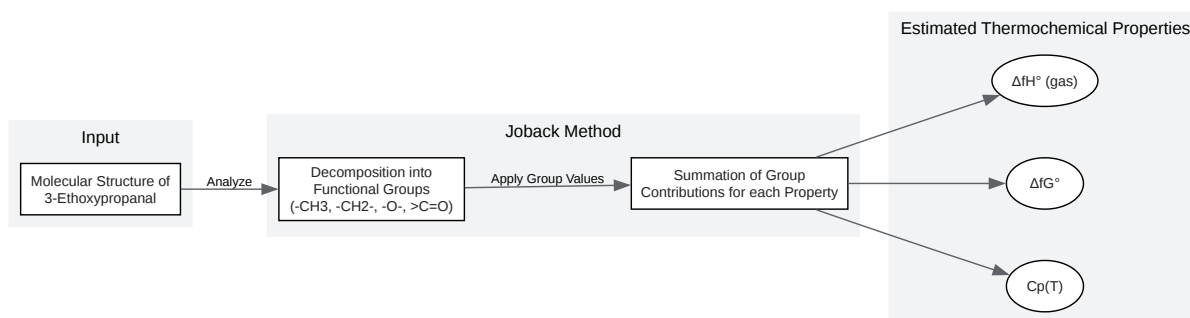 Estimated Thermochemical Properties
ΔfH° (gas)
Input
Joback Method
Molecular Structure of
3-Ethoxypropanal
Analyze
Decomposition into
Functional Groups
(-CH3, -CH2-, -O-, >C=O)
Apply Group Values
Summation of Group
Contributions for each Property
ΔfG°
Cp(T)